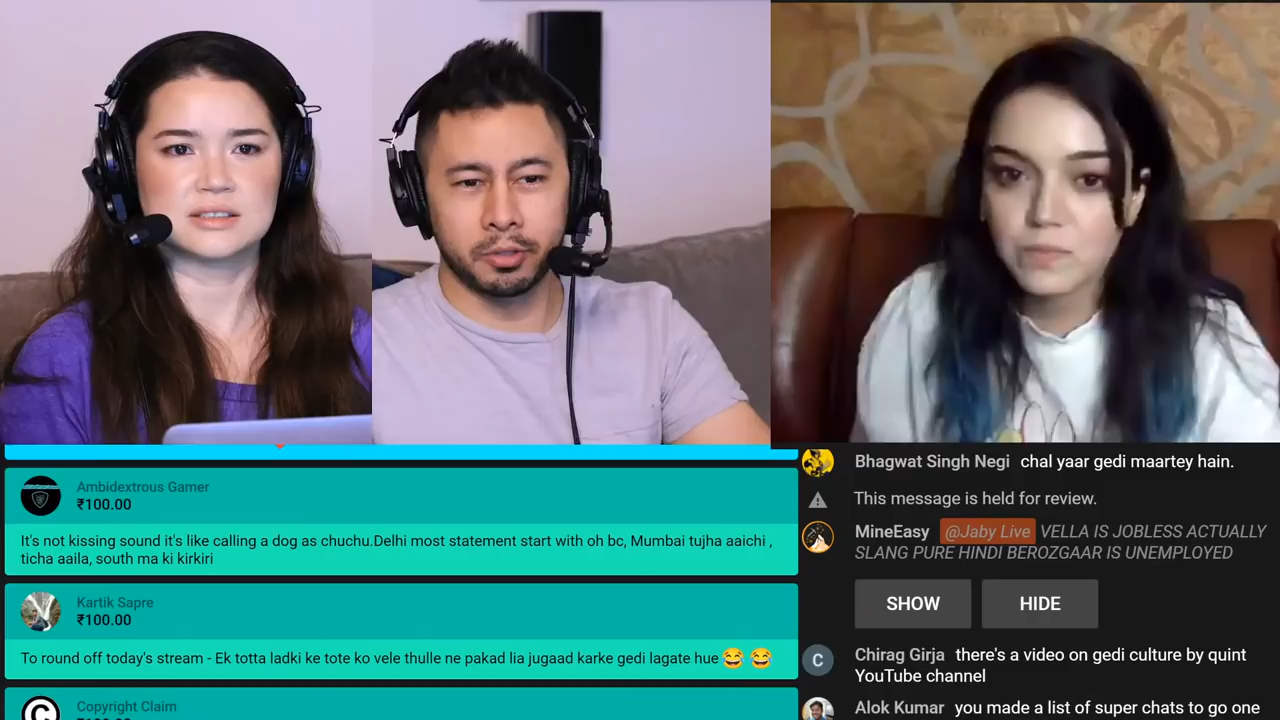 Ambidextrous Gamer
₹100.00
It's not kissing sound it's like calling a dog as chuchu.Delhi most statement start with oh bc, Mumbai tujha aaichi ,
ticha aaila, south ma ki kirkiri
Kartik Sapre
₹100.00
To round off today's stream - Ek totta ladki ke tote ko vele thulle ne pakad lia jugaad karke gedi lagate hue😂 😂
Copyright Claim
Bhagwat Singh Negi chal yaar gedi maartey hain.
This message is held for review.
MineEasy @Jaby Live VELLA IS JOBLESS ACTUALLY
SLANG PURE HINDI BEROZGAAR IS UNEMPLOYED
SHOW HIDE
C Chirag Girja there's a video on gedi culture by quint
YouTube channel
Alok Kumar you made a list of super chats to go one